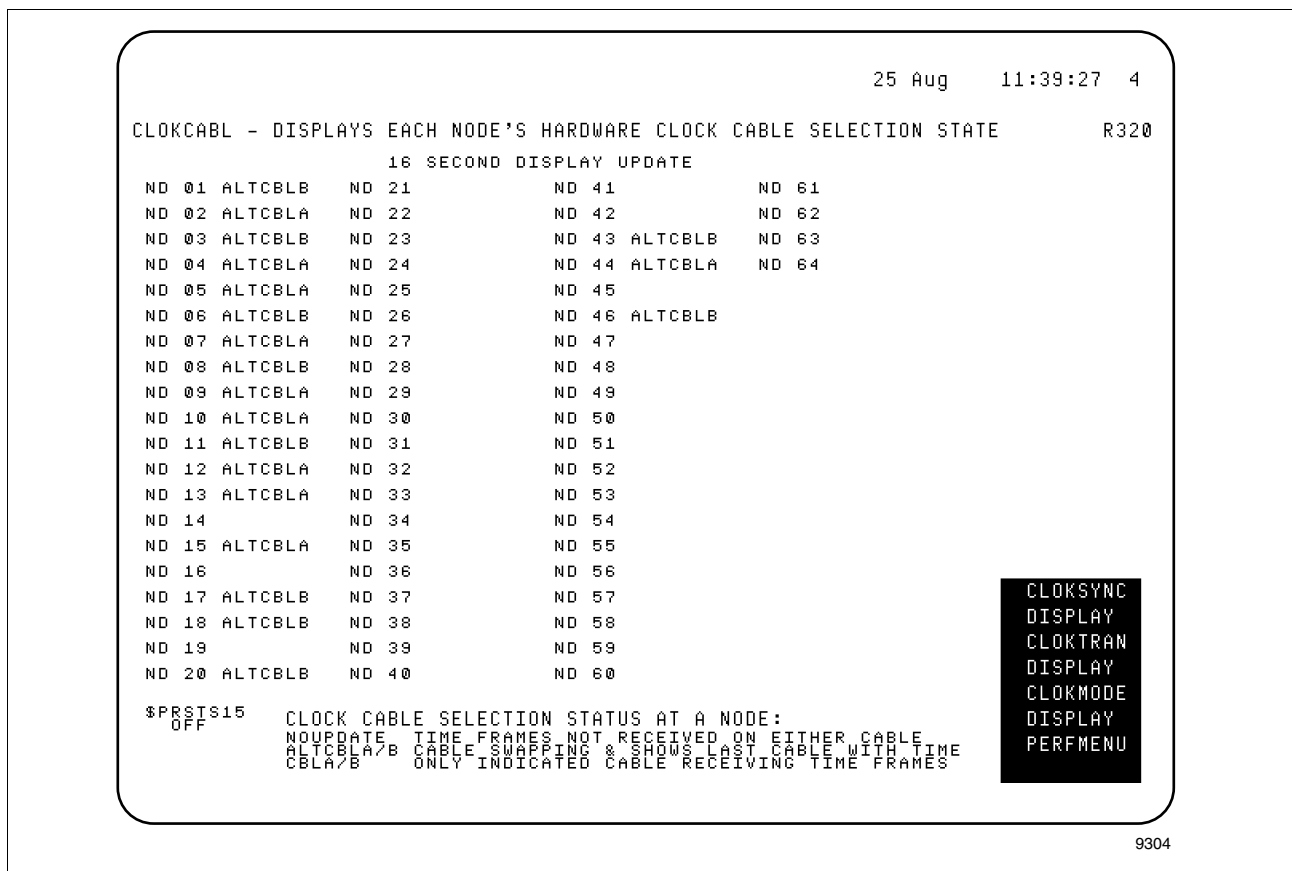 25 Aug 11:39:27 4
CLOKCABL - DISPLAYS EACH NODE'S HARDWARE CLOCK CABLE SELECTION STATE R320
16 SECOND DISPLAY UPDATE
ND 01 ALTCBLB ND 21 ND 41 ND 61
ND 02 ALTCBLA ND 22 ND 42 ND 62
ND 03 ALTCBLB ND 23 ND 43 ALTCBLB ND 63
ND 04 ALTCBLA ND 24 ND 44 ALTCBLA ND 64
ND 05 ALTCBLA ND 25 ND 45
ND 06 ALTCBLB ND 26 ND 46 ALTCBLB
ND 07 ALTCBLA ND 27 ND 47
ND 08 ALTCBLB ND 28 ND 48
ND 09 ALTCBLA ND 29 ND 49
ND 10 ALTCBLA ND 30 ND 50
ND 11 ALTCBLB ND 31 ND 51
ND 12 ALTCBLA ND 32 ND 52
ND 13 ALTCBLA ND 33 ND 53
ND 14 ND 34 ND 54
ND 15 ALTCBLA ND 35 ND 55
ND 16 ND 36 ND 56
ND 17 ALTCBLB ND 37 ND 57
ND 18 ALTCBLB ND 38 ND 58
ND 19 ND 39 ND 59
ND 20 ALTCBLB ND 40 ND 60
$PRSTS15
OFF
CLOCK CABLE SELECTION STATUS AT A NODE:
NOUPDATE TIME FRAMES NOT RECEIVED ON EITHER CABLE
ALTCBLA/B CABLE SWAPPING & SHOWS LAST CABLE WITH TIME
CBLA/B ONLY INDICATED CABLE RECEIVING TIME FRAMES
CLOKSYNC
DISPLAY
CLOKTRAN
DISPLAY
CLOKMODE
DISPLAY
PERFMENU
9304